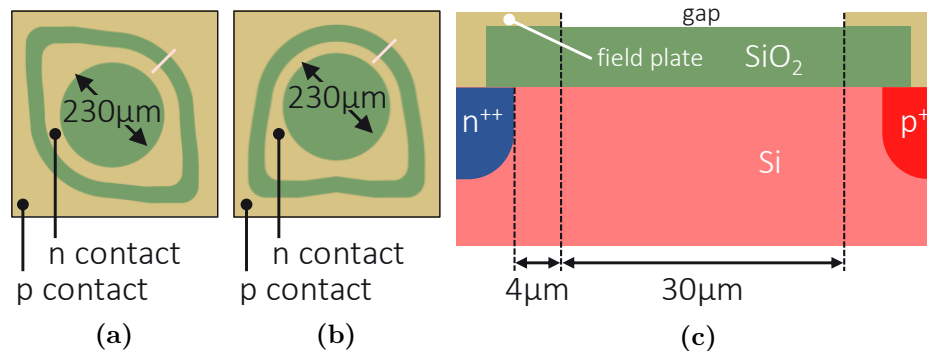 230µm
n contact
p contact
(a)
230µm
n contact
p contact
(b)
gap
field plate
SiO2
n++
p+
Si
4µm
30µm
(c)